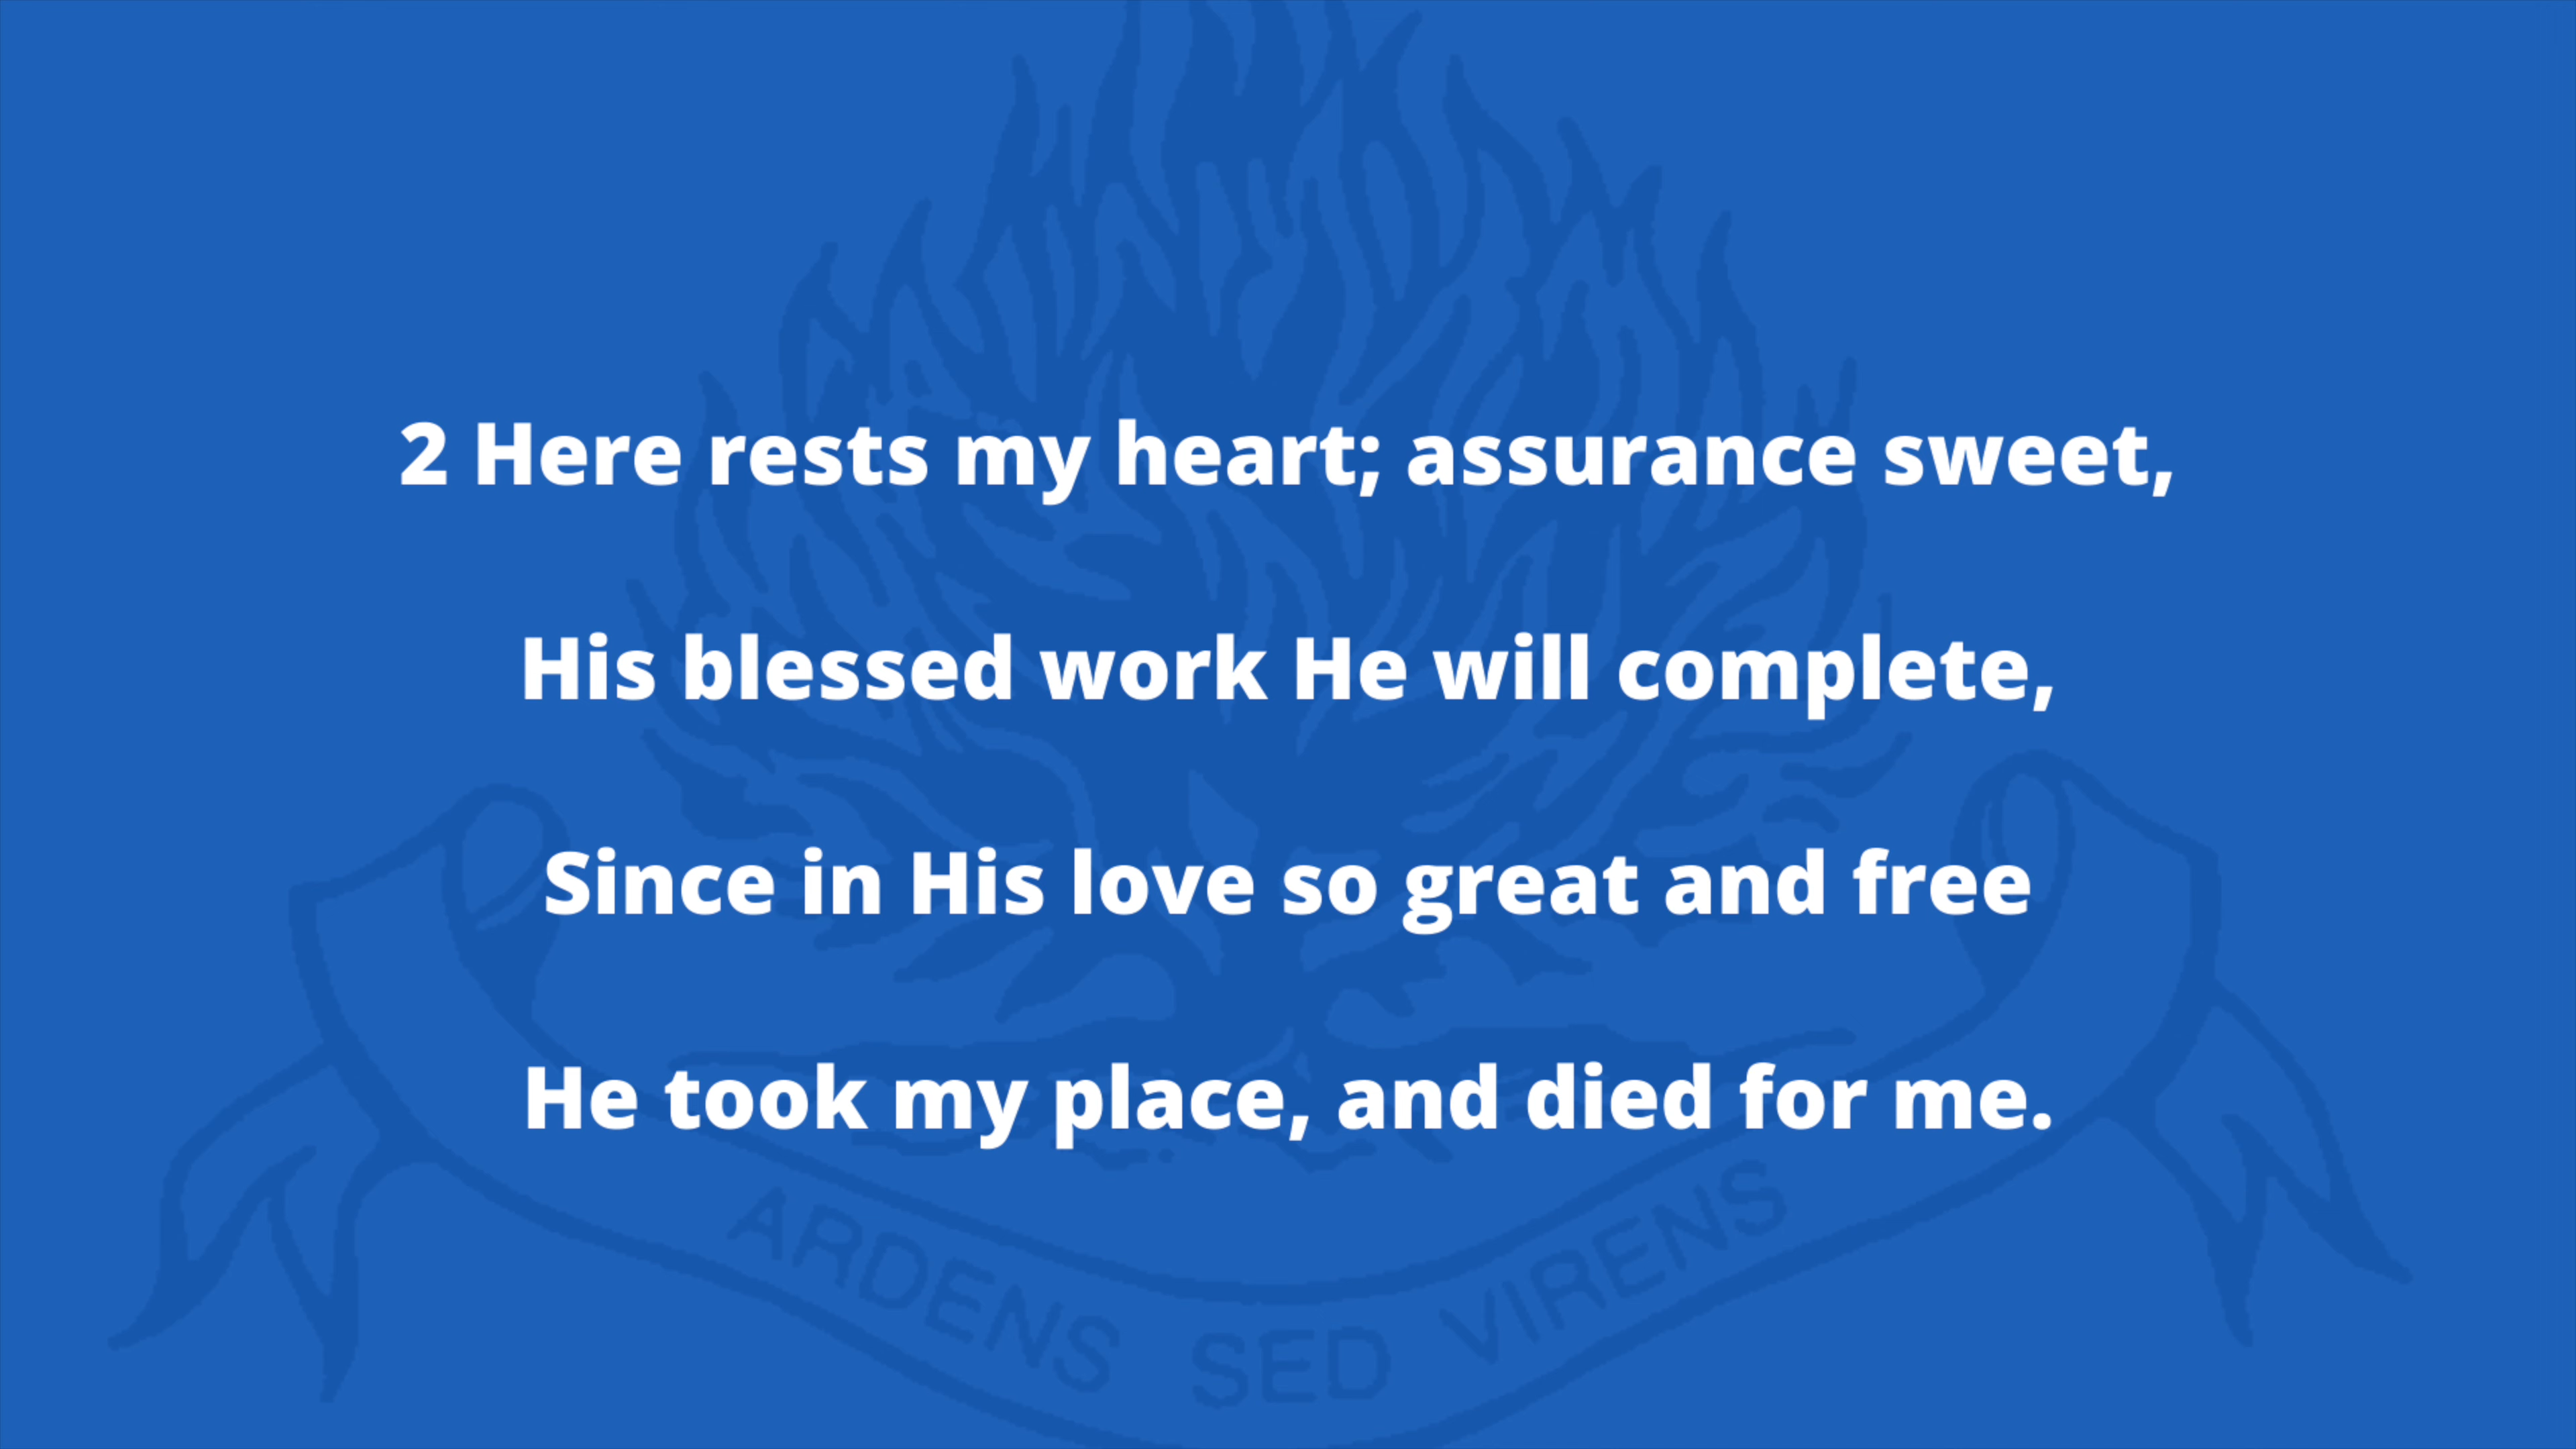 2 Here rests my heart; assurance sweet,
His blessed work He will complete,
Since in His love so great and free
He took my place, and died for me.
ARDENS SED VIRENS